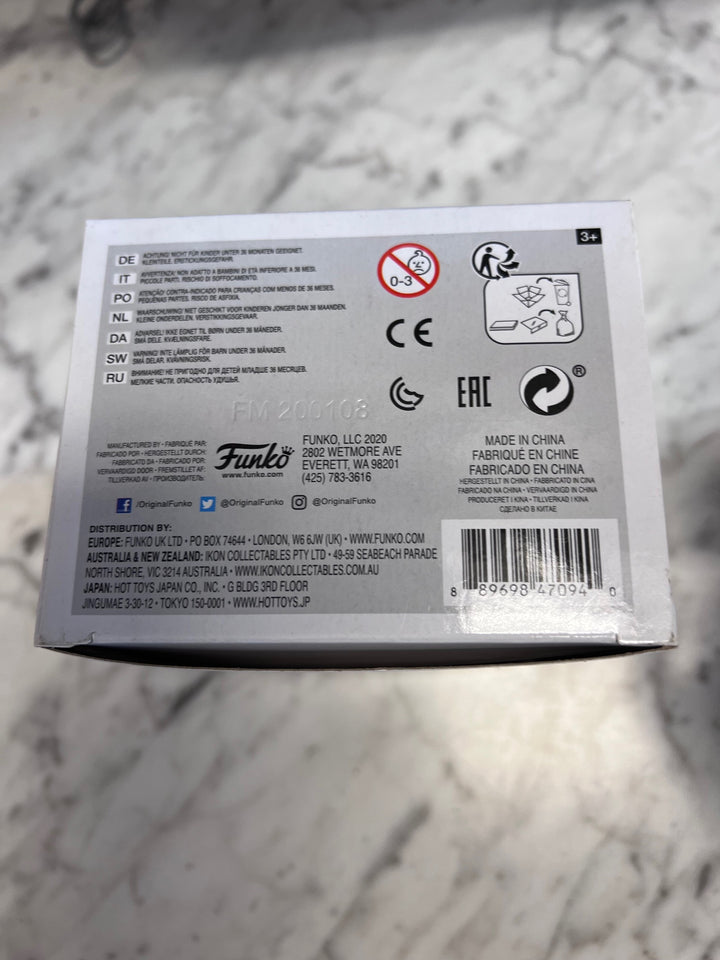 3+
DE ACHTUNG! NICHT FÜR KINDER UNTER 36 MONATEN GEEIGNET.
KLEINTEILE. ERSTICKUNGSGEFAHR.
IT AVVERTENZA: NON ADATTO A BAMBINI DI ETÀ INFERIORE A 36 MESI.
PICCOLE PARTI. RISCHIO DI SOFFOCAMENTO.
PO ATENÇÃO! CONTRA-INDICADO PARA CRIANÇAS COM MENOS DE 36 MESES.
PEQUENAS PARTES. RISCO DE ASFIXIA.
NL WAARSCHUWING! NIET GESCHIKT VOOR KINDEREN JONGER DAN 36 MAANDEN.
KLEINE ONDERDELEN. VERSTIKKINGSGEVAAR.
DA ADVARSEL! IKKE EGNET TIL BØRN UNDER 36 MÅNEDER.
SMÅ DELE. KVÆLNINGSFARE.
SW VARNING! INTE LÄMPLIG FÖR BARN UNDER 36 MÅNADER.
SMÅ DELAR. KVÄVNINGSRISK.
RU ВНИМАНИЕ! НЕ ПРИГОДНО ДЛЯ ДЕТЕЙ МЛАДШЕ 36 МЕСЯЦЕВ.
МЕЛКИЕ ЧАСТИ. ОПАСНОСТЬ УДУШЬЯ.
0-3
CE
EAC
®
FM 200108
MANUFACTURED BY • FABRIQUÉ PAR:
FABRICADO POR • HERGESTELLT DURCH:
FABBRICATO DA • FABRICADO POR:
VERVAARDIGD DOOR • FREMSTILLET AF:
TILLVERKAD AV • ПРОИЗВОДИТЕЛЬ:
Funko
www.funko.com
FUNKO, LLC 2020
2802 WETMORE AVE
EVERETT, WA 98201
(425) 783-3616
MADE IN CHINA
FABRIQUÉ EN CHINE
FABRICADO EN CHINA
HERGESTELLT IN CHINA • FABBRICATO IN CINA
FABRICADO NA CHINA • VERVAARDIGD IN CHINA
PRODUCERET I KINA • TILLVERKAD I KINA
СДЕЛАНО В КИТАЕ
/OriginalFunko @OriginalFunko @OriginalFunko
DISTRIBUTION BY:
EUROPE: FUNKO UK LTD • PO BOX 74644 • LONDON, W6 6JW (UK) • WWW.FUNKO.COM
AUSTRALIA & NEW ZEALAND: IKON COLLECTABLES PTY LTD • 49-59 SEABEACH PARADE
NORTH SHORE, VIC 3214 AUSTRALIA • WWW.IKONCOLLECTABLES.COM.AU
JAPAN: HOT TOYS JAPAN CO., INC. • G BLDG 3RD FLOOR
JINGUMAE 3-30-12 • TOKYO 150-0001 • WWW.HOTTOYS.JP
8 89698 47094 0